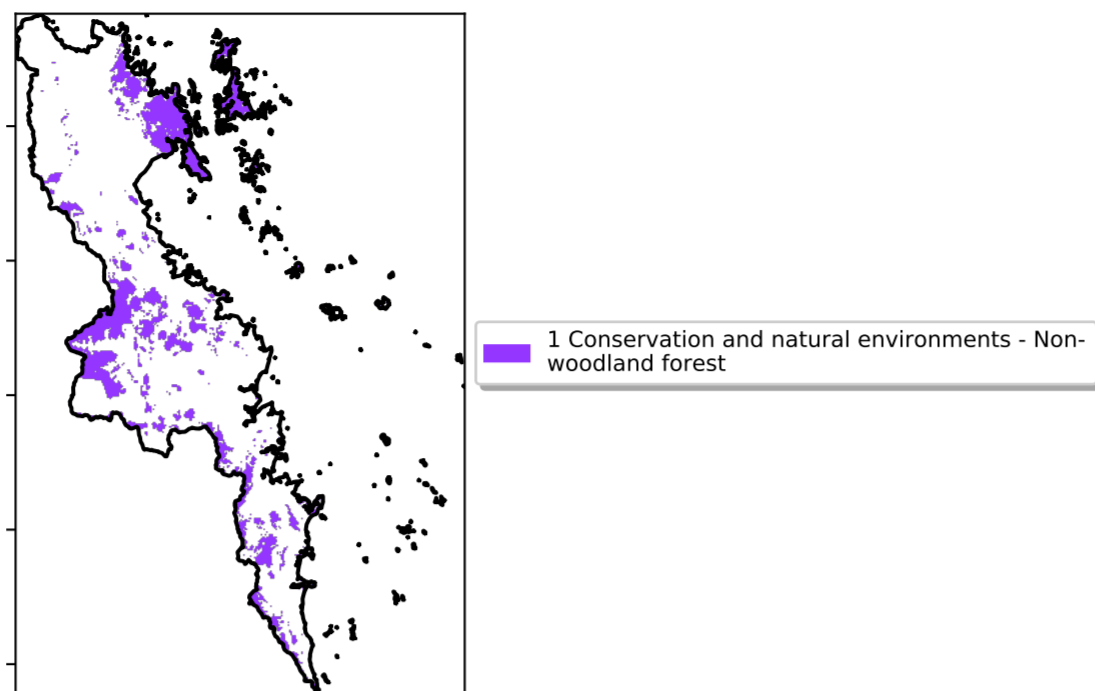 1 Conservation and natural environments - Non-
woodland forest